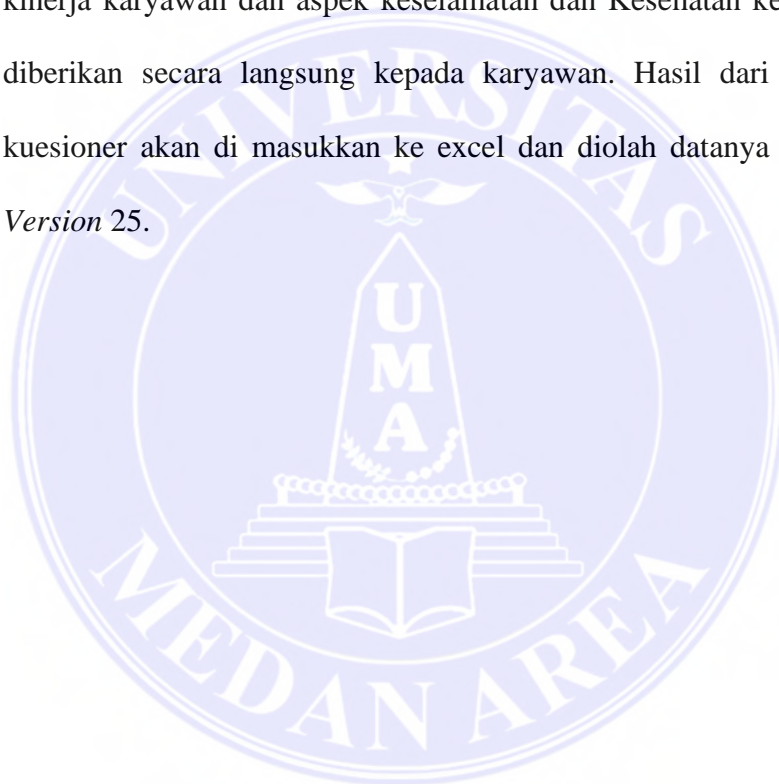 kinerja karyawan dan aspek keselamatan dan Kesehatan ke
diberikan secara langsung kepada karyawan. Hasil dari
kuesioner akan di masukkan ke excel dan diolah datanya
Version 25.
UNIVERSITAS
U
M
A
MEDAN AREA